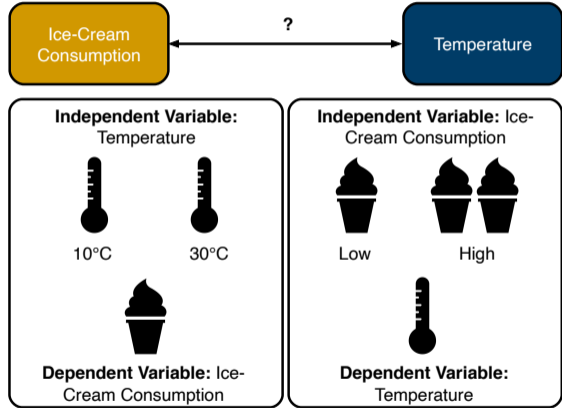 Ice-Cream
Consumption
?
Temperature
Independent Variable:
Temperature
10°C
30°C
Dependent Variable: Ice-
Cream Consumption
Independent Variable: Ice-
Cream Consumption
Low
High
Dependent Variable:
Temperature